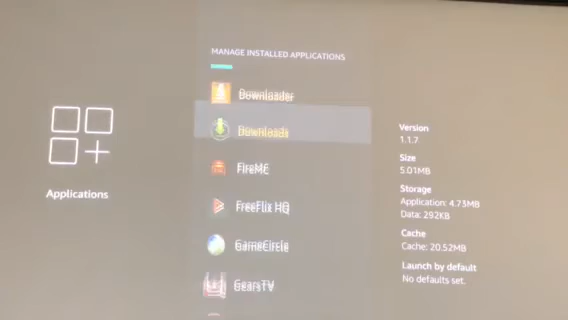 MANAGE INSTALLED APPLICATIONS
Applications
Downloader
Downloads
FireMC
FreeFlix HQ
GameCircle
GearsTV
Version
1.1.7
Size
5.01MB
Storage
Application: 4.73MB
Data: 292KB
Cache
Cache: 20.52MB
Launch by default
No defaults set.